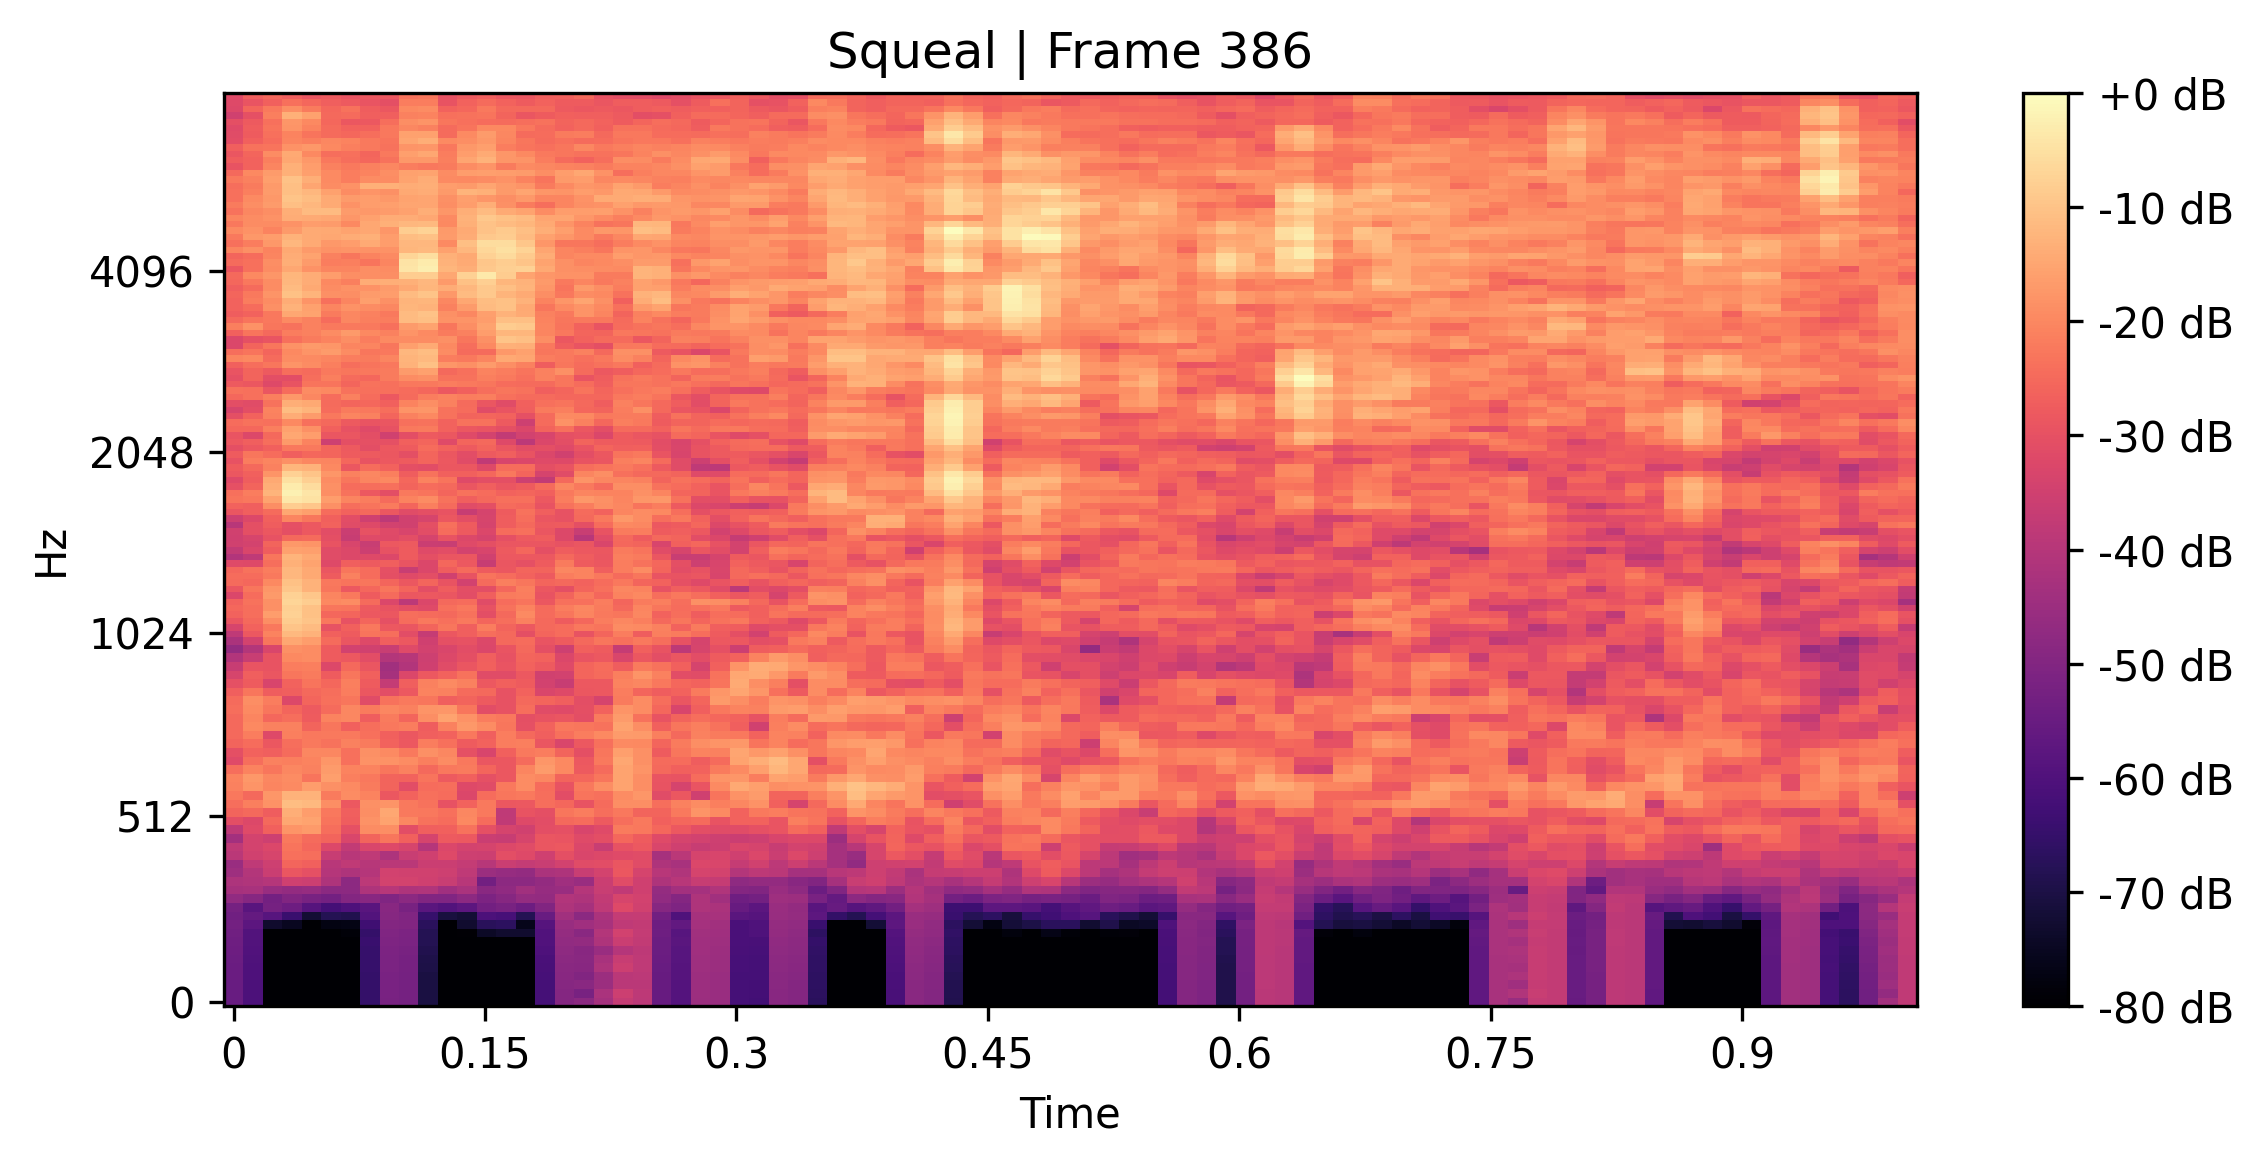 Squeal | Frame 386
Hz
4096
2048
1024
512
0
0 0.15 0.3 0.45 0.6 0.75 0.9
Time
+0 dB
-10 dB
-20 dB
-30 dB
-40 dB
-50 dB
-60 dB
-70 dB
-80 dB